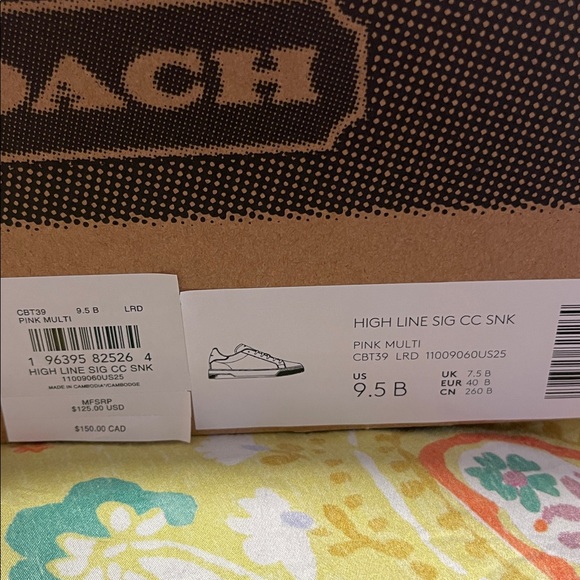 OACH
CBT39 9.5 B LRD
PINK MULTI
1 96395 82526 4
HIGH LINE SIG CC SNK
11009060US25
MADE IN CAMBODIA*/CAMBODGE
MFSRP
$125.00 USD
$150.00 CAD
HIGH LINE SIG CC SNK
PINK MULTI
CBT39 LRD 11009060US25
US
9.5 B
UK 7.5 B
EUR 40 B
CN 260 B